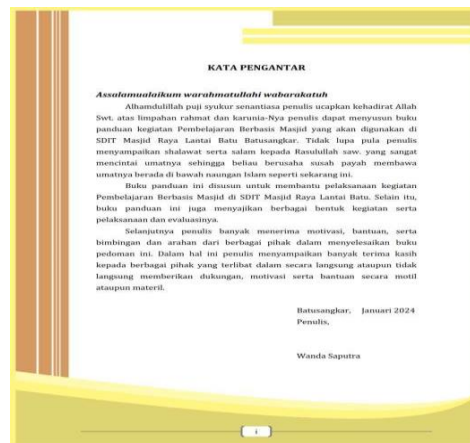 KATA PENGANTAR
Assalamualaikum warahmatullahi wabarakatuh
Alhamdulillah puji syukur senantiasa penulis ucapkan kehadirat Allah
Swt. atas limpahan rahmat dan karunia-Nya penulis dapat menyusun buku
panduan kegiatan Pembelajaran Berbasis Masjid yang akan digunakan di
SDIT Masjid Raya Lantai Batu Batusangkar. Tidak lupa pula penulis
menyampaikan shalawat serta salam kepada Rasulullah saw. yang sangat
mencintai umatnya sehingga beliau berusaha susah payah membawa
umatnya berada di bawah naungan Islam seperti sekarang ini.
Buku panduan ini disusun untuk membantu pelaksanaan kegiatan
Pembelajaran Berbasis Masjid di SDIT Masjid Raya Lantai Batu. Selain itu,
buku panduan ini juga menyajikan berbagai bentuk kegiatan serta
pelaksanaan dan evaluasinya.
Selanjutnya penulis banyak menerima motivasi, bantuan, serta
bimbingan dan arahan dari berbagai pihak dalam menyelesaikan buku
pedoman ini. Dalam hal ini penulis menyampaikan banyak terima kasih
kepada berbagai pihak yang terlibat dalam secara langsung ataupun tidak
langsung memberikan dukungan, motivasi serta bantuan secara motil
ataupun materil.
Batusangkar, Januari 2024
Penulis,
Wanda Saputra
i